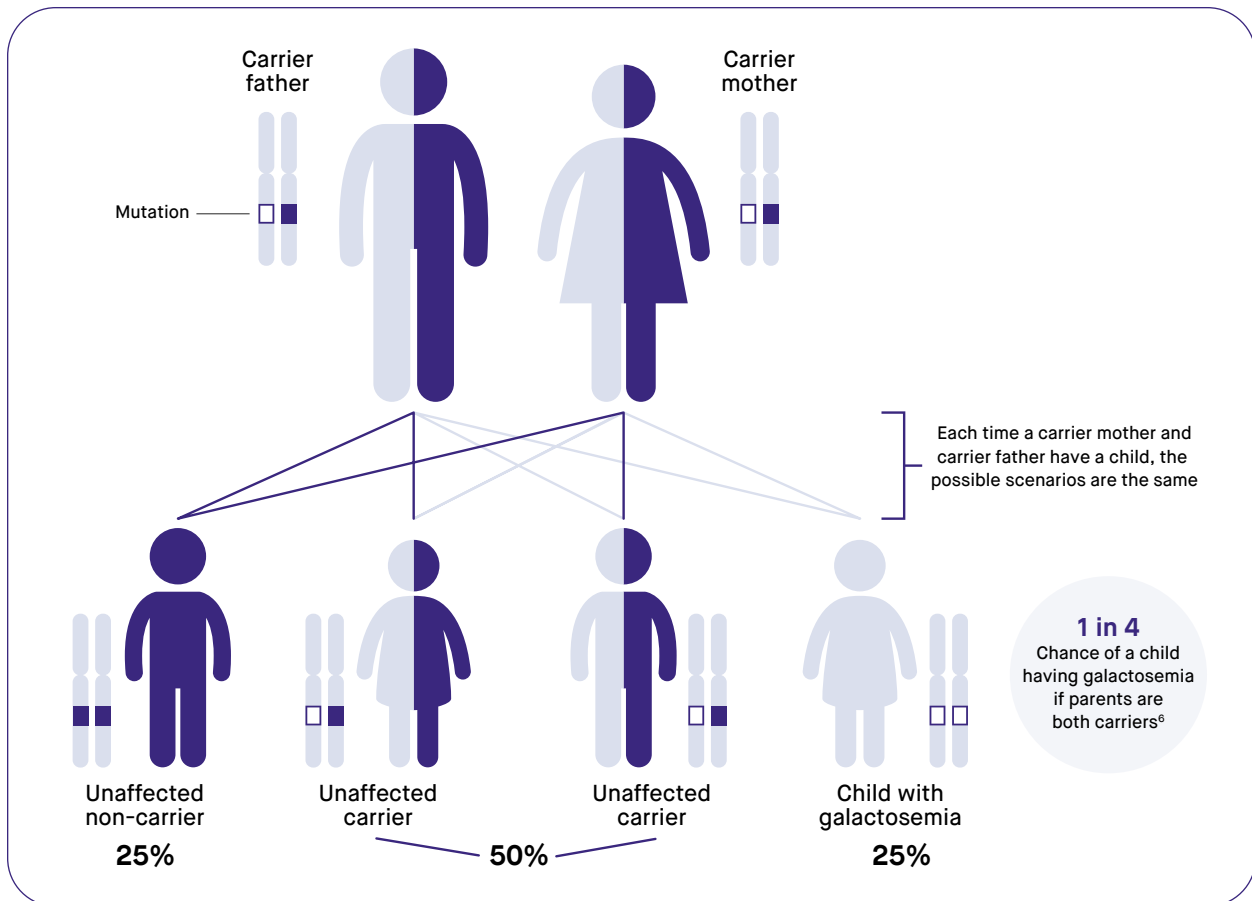 Carrier
father
Carrier
mother
Mutation
Each time a carrier mother and
carrier father have a child, the
possible scenarios are the same
1 in 4
Chance of a child
having galactosemia
if parents are
both carriers⁶
Unaffected
non-carrier
25%
Unaffected
carrier
Unaffected
carrier
50%
Child with
galactosemia
25%